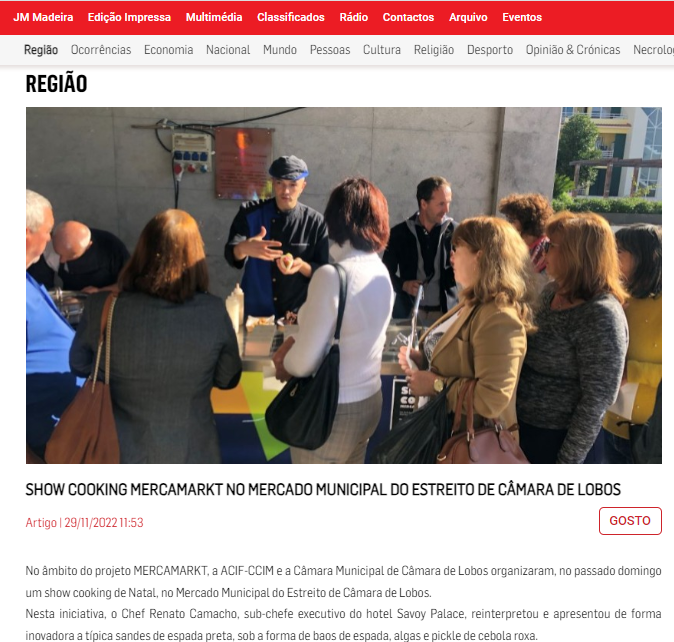 JM Madeira Edição Impressa Multimédia Classificados Rádio Contactos Arquivo Eventos
Região Ocorrências Economia Nacional Mundo Pessoas Cultura Religião Desporto Opinião & Crónicas
REGIÃO
SHOW COOKING MERCAMARKT NO MERCADO MUNICIPAL DO ESTREITO DE CÂMARA DE LOBOS
Artigo | 29/11/2022 11:53
GOSTO
No âmbito do projeto MERCAMARKT, a ACIF-CCIM e a Câmara Municipal de Câmara de Lobos organizaram, no passado domingo
um show cooking de Natal, no Mercado Municipal do Estreito de Câmara de Lobos.
Nesta iniciativa, o Chef Renato Camacho, sub-chefe executivo do hotel Savoy Palace, reinterpretou e apresentou de forma
inovadora a típica sandes de espada preta, sob a forma de baos de espada, algas e pickle de cebola roxa.